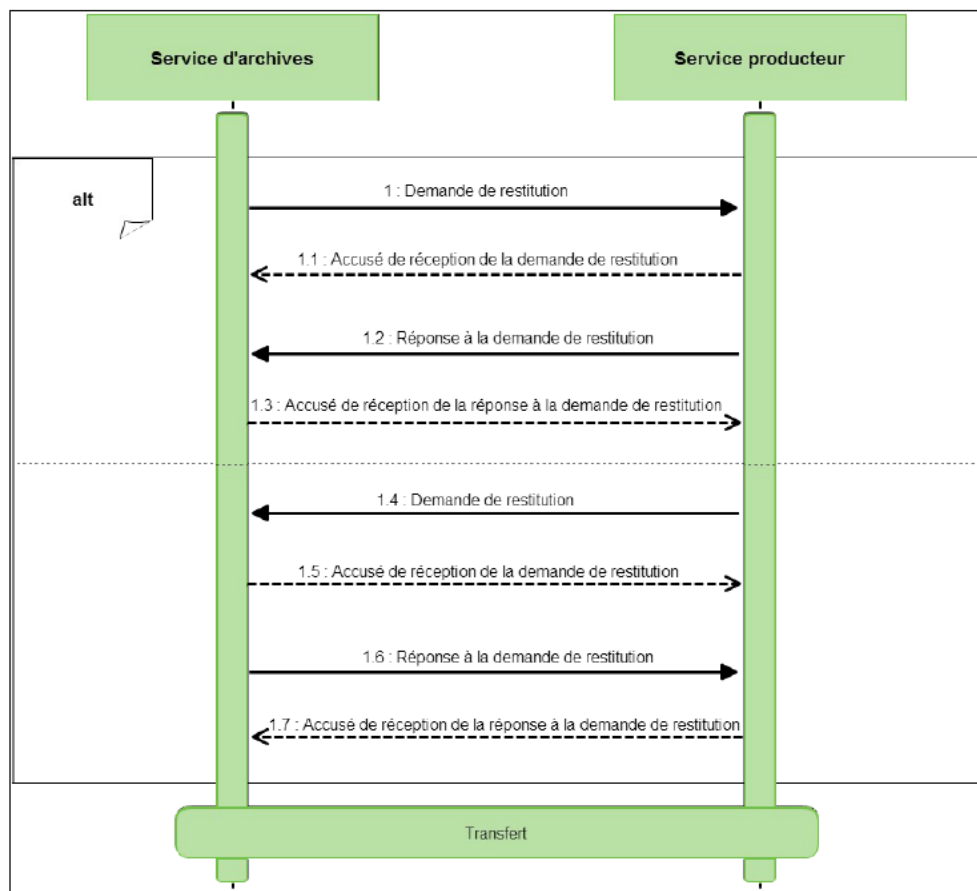 Service d'archives
Service producteur
alt
1 : Demande de restitution
1.1 : Accusé de réception de la demande de restitution
1.2 : Réponse à la demande de restitution
1.3 : Accusé de réception de la réponse à la demande de restitution
1.4 : Demande de restitution
1.5 : Accusé de réception de la demande de restitution
1.6 : Réponse à la demande de restitution
1.7 : Accusé de réception de la réponse à la demande de restitution
Transfert